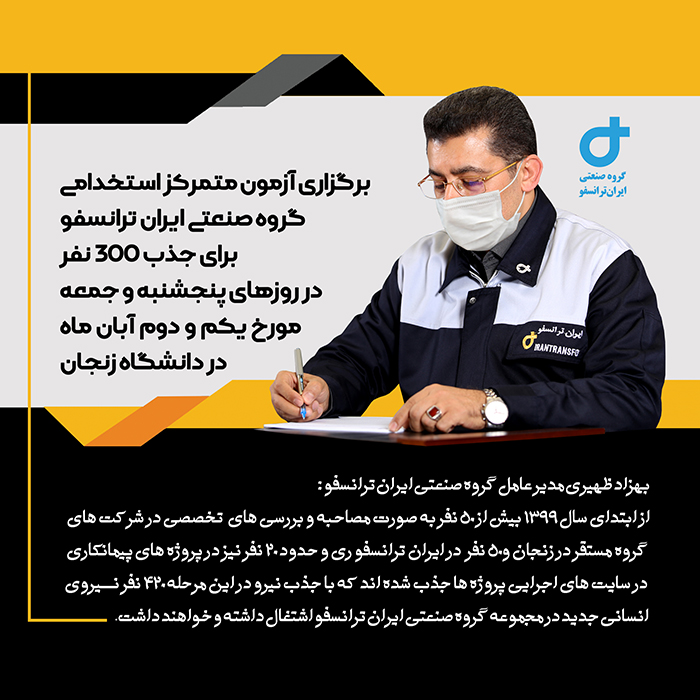 گروه صنعتی
ایران ترانسفو
برگزاری آزمون متمرکز استخدامی
گروه صنعتی ایران ترانسفو
برای جذب 300 نفر
در روزهای پنجشنبه و جمعه
مورخ یکم و دوم آبان ماه
در دانشگاه زنجان
ایران ترانسفو
IRANTRANSFO
بهزاد ظهیری مدیر عامل گروه صنعتی ایران ترانسفو :
از ابتدای سال ۱۳۹۹ بیش از ۵۰ نفر به صورت مصاحبه و بررسی های تخصصی در شرکت های
گروه مستقر در زنجان و ۵۰ نفر در ایران ترانسفو ری و حدود ۲۰ نفر نیز در پروژه های پیمانکاری
در سایت های اجرایی پروژه ها جذب شده اند که با جذب نیرو در این مرحله ۴۲۰ نفر نیروی
انسانی جدید در مجموعه گروه صنعتی ایران ترانسفو اشتغال داشته و خواهند داشت.